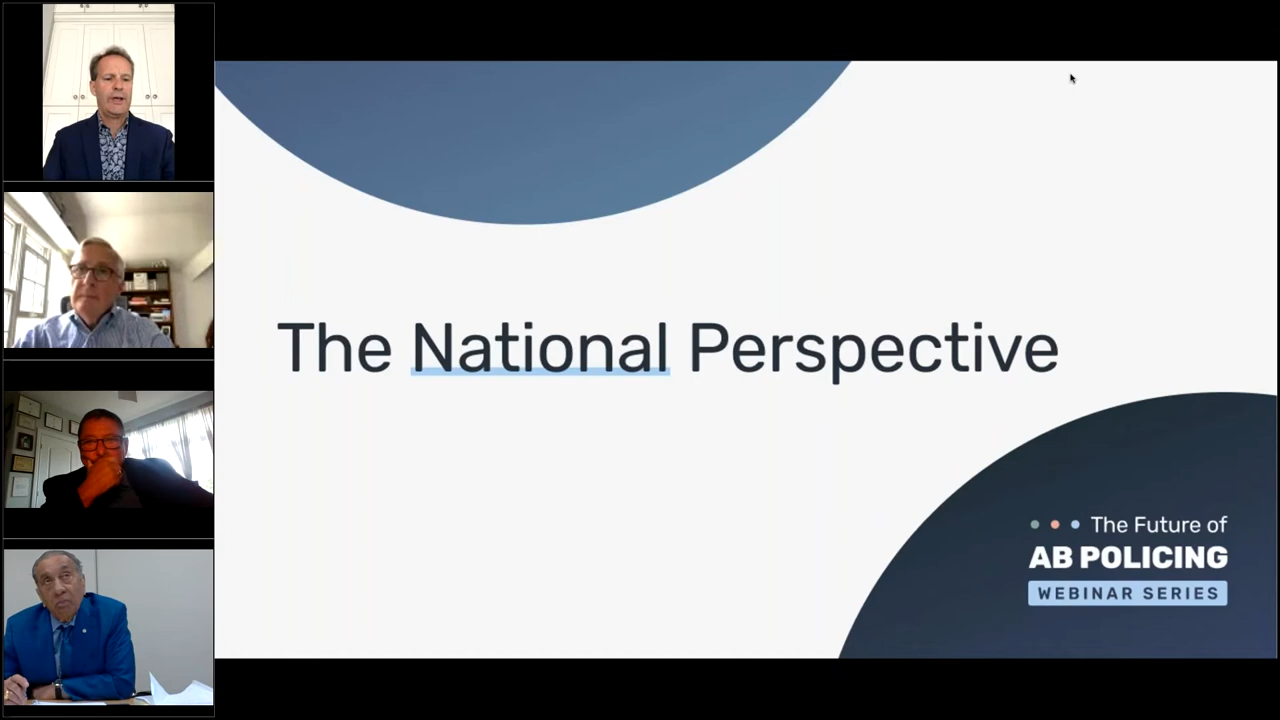 The National Perspective
The Future of
AB POLICING
WEBINAR SERIES